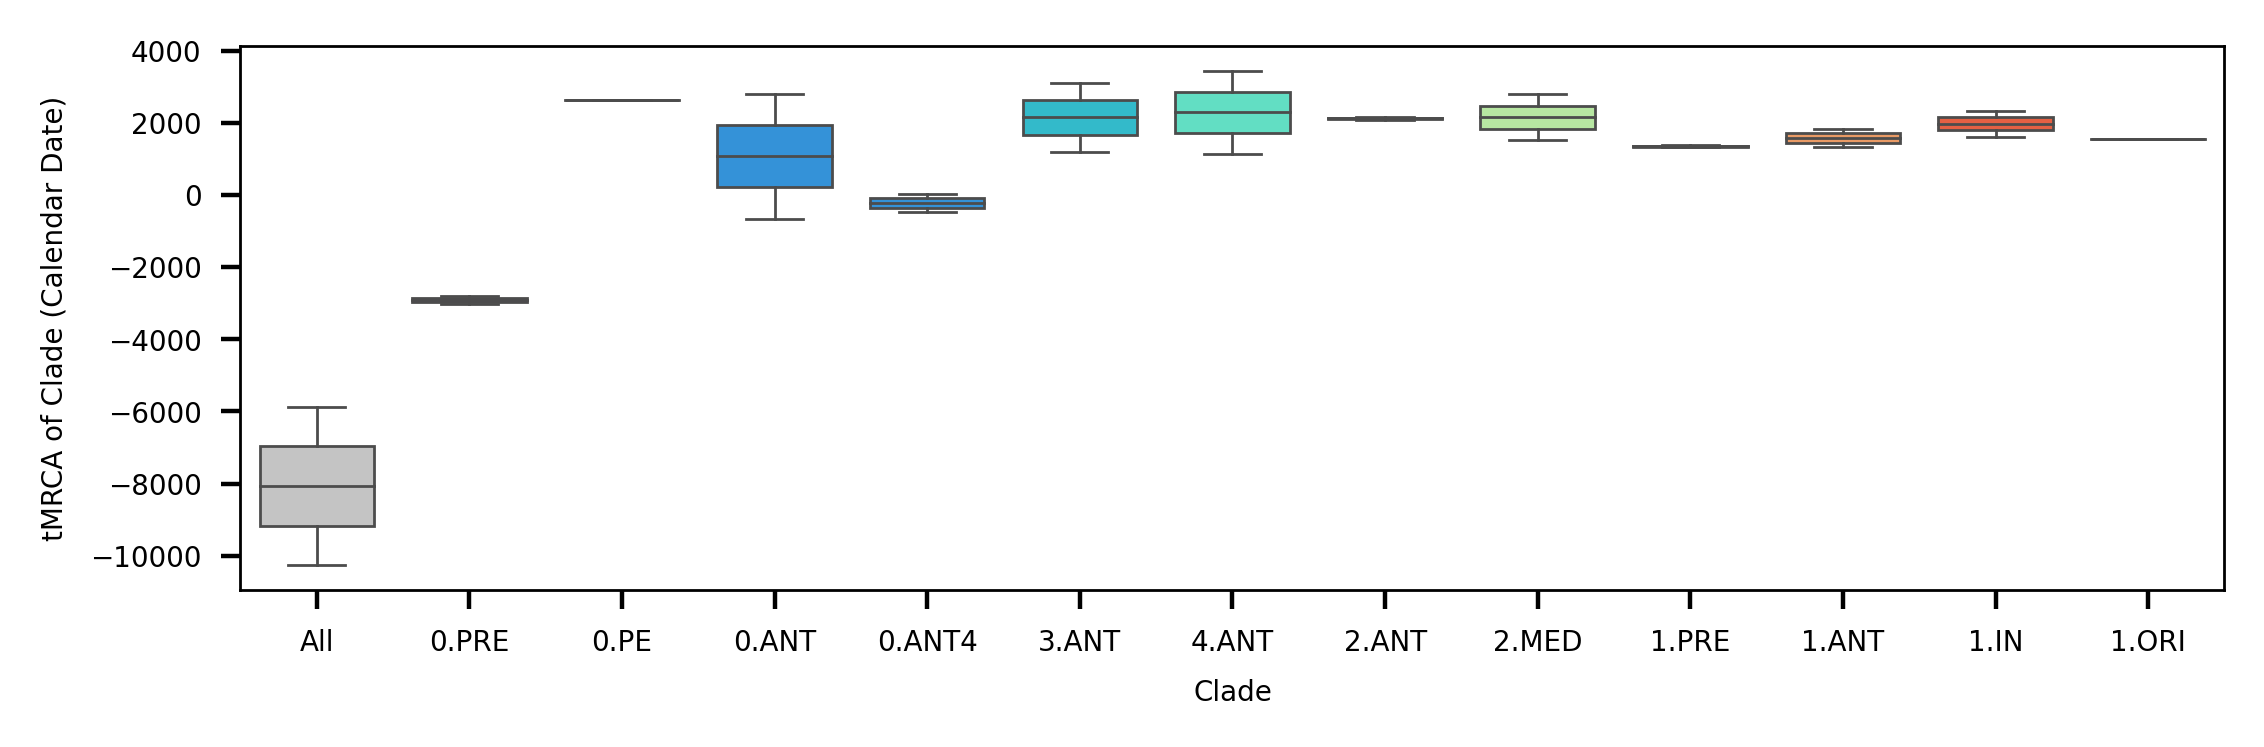 tMRCA of Clade (Calendar Date)
4000
2000
0
−2000
−4000
−6000
−8000
−10000
All 0.PRE 0.PE 0.ANT 0.ANT4 3.ANT 4.ANT 2.ANT 2.MED 1.PRE 1.ANT 1.IN 1.ORI
Clade